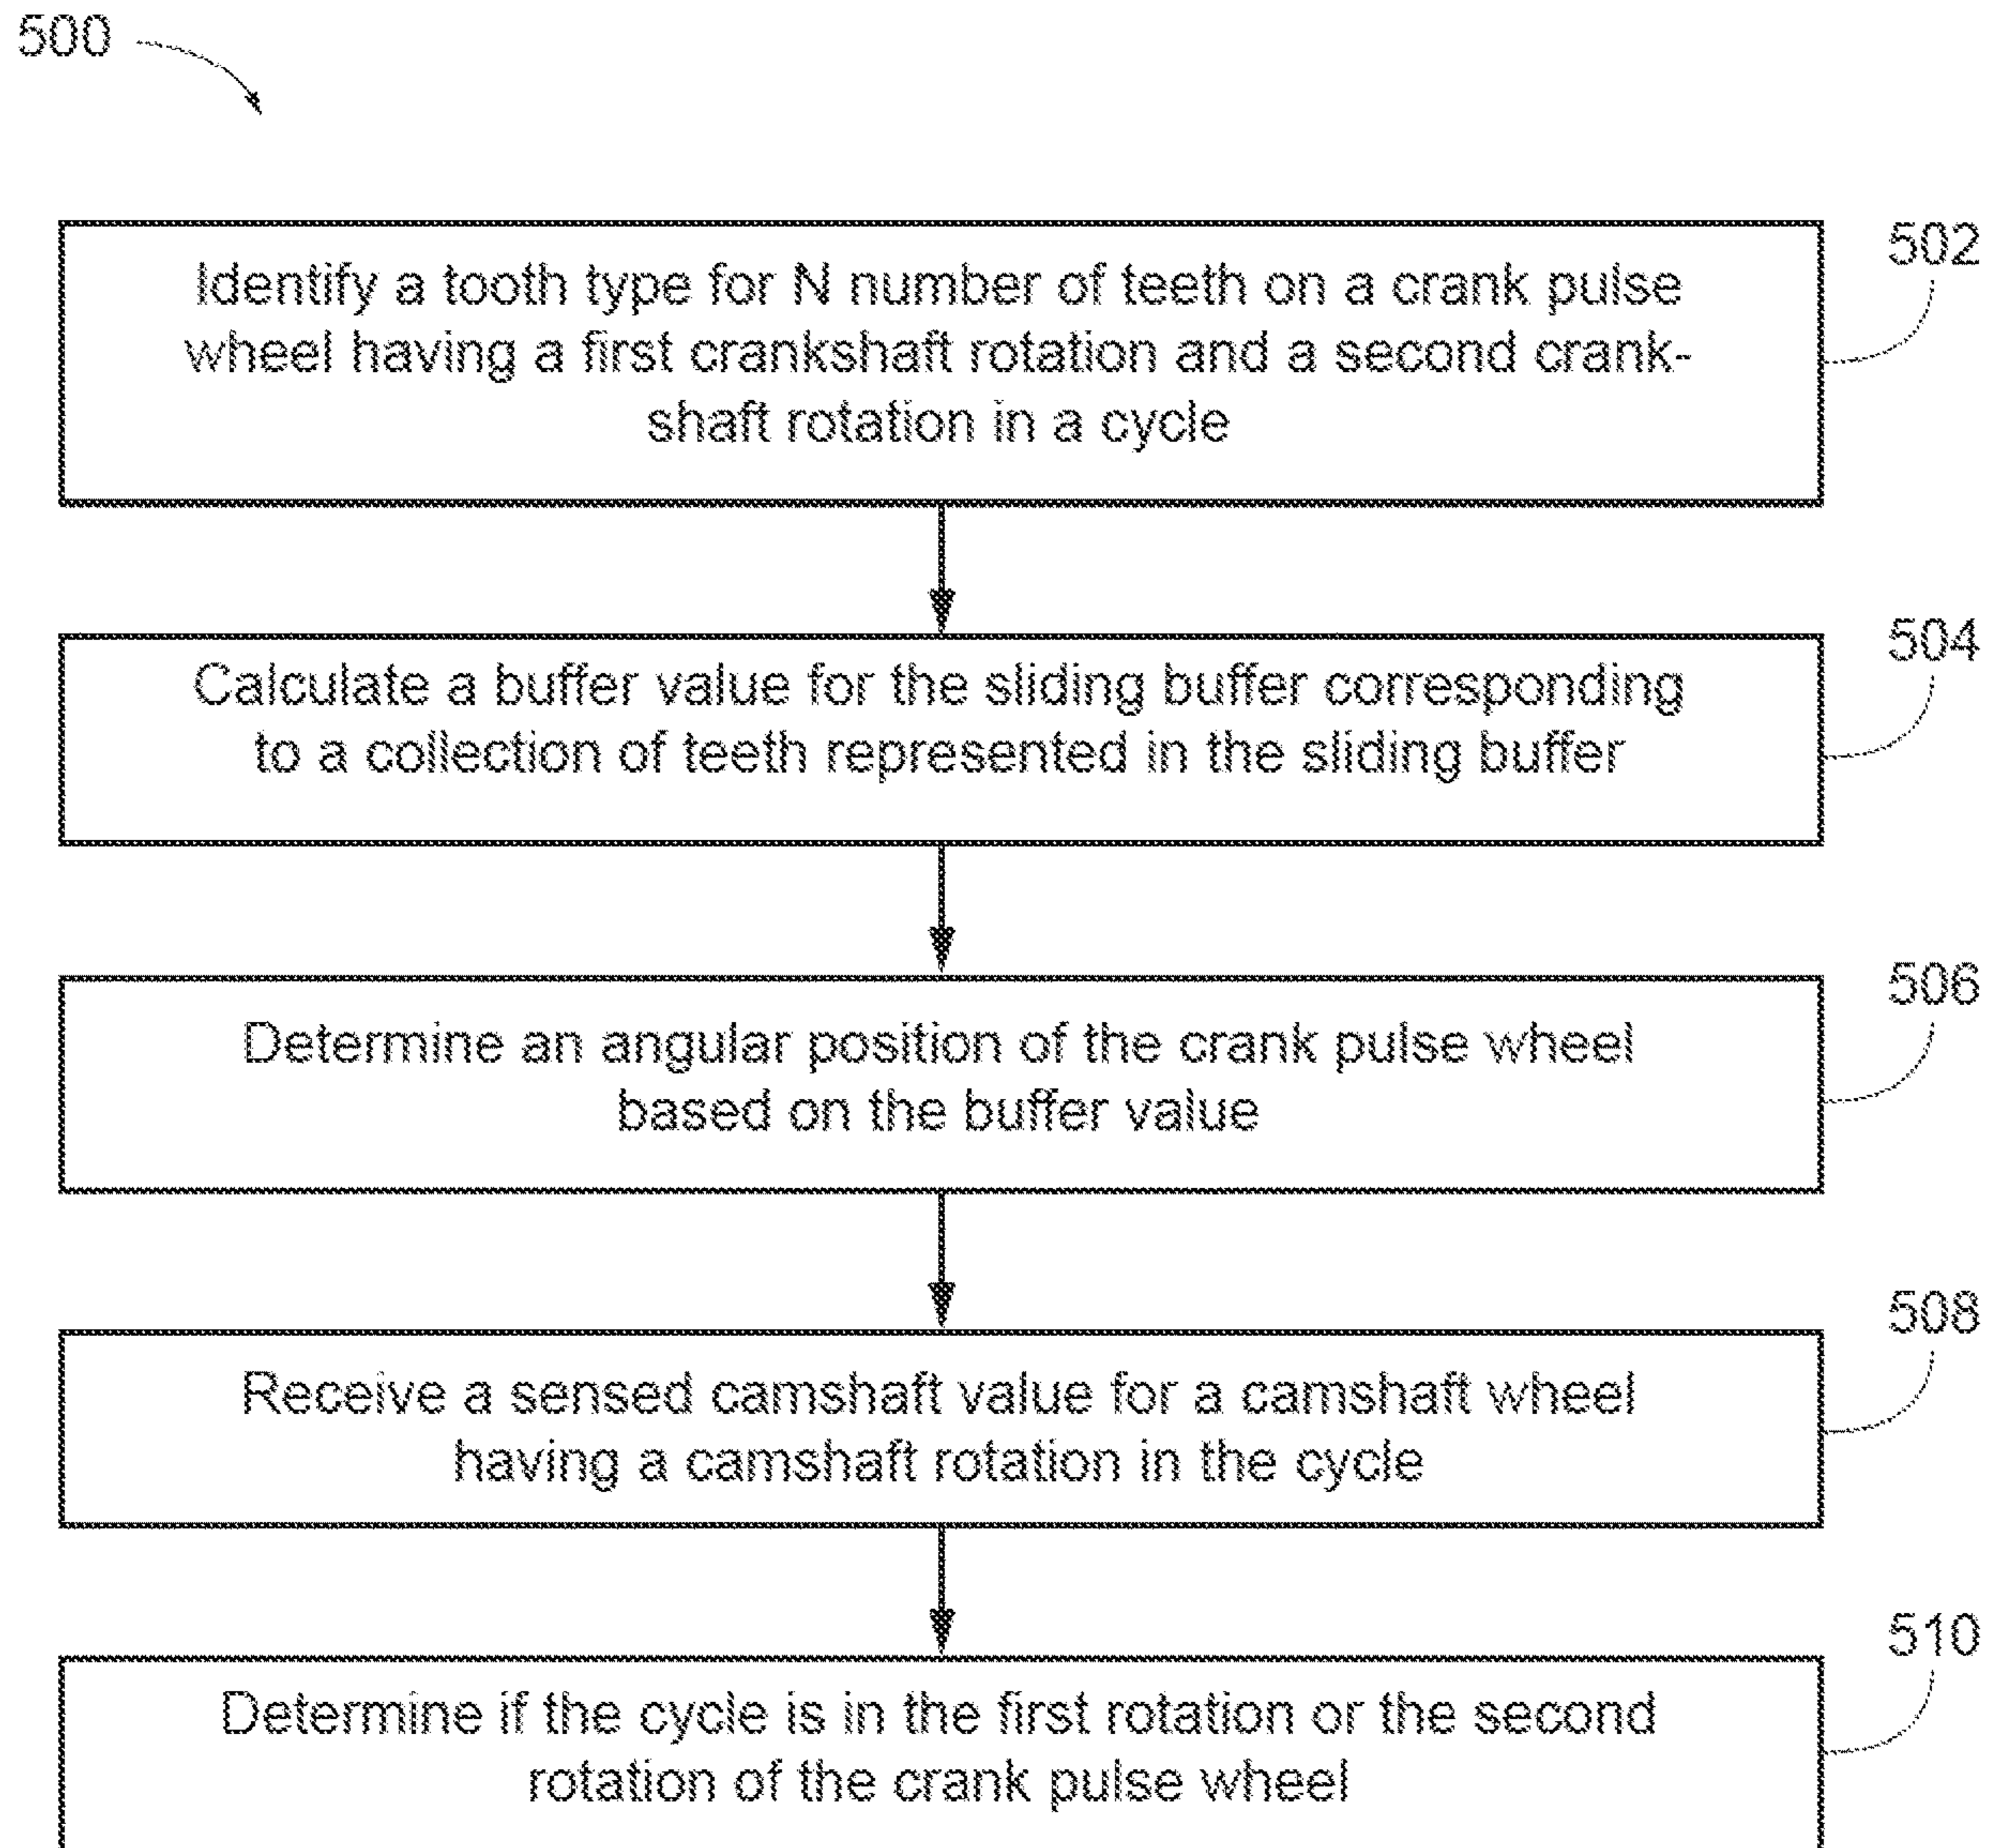 500
502
Identify a tooth type for N number of teeth on a crank pulse
wheel having a first crankshaft rotation and a second crank-
shaft rotation in a cycle
504
Calculate a buffer value for the sliding buffer corresponding
to a collection of teeth represented in the sliding buffer
506
Determine an angular position of the crank pulse wheel
based on the buffer value
508
Receive a sensed camshaft value for a camshaft wheel
having a camshaft rotation in the cycle
510
Determine if the cycle is in the first rotation or the second
rotation of the crank pulse wheel